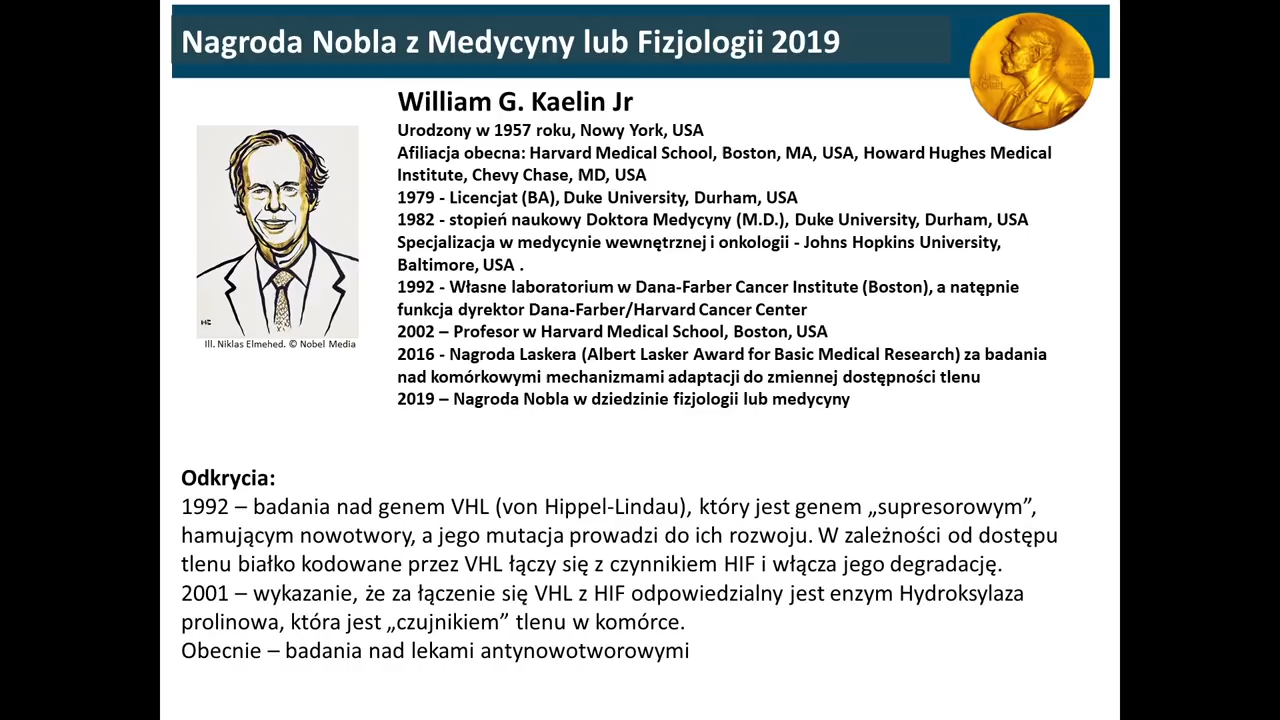 Nagroda Nobla z Medycyny lub Fizjologii 2019
William G. Kaelin Jr
Urodzony w 1957 roku, Nowy York, USA
Afiliacja obecna: Harvard Medical School, Boston, MA, USA, Howard Hughes Medical
Institute, Chevy Chase, MD, USA
1979 - Licencjat (BA), Duke University, Durham, USA
1982 - stopień naukowy Doktora Medycyny (M.D.), Duke University, Durham, USA
Specjalizacja w medycynie wewnętrznej i onkologii - Johns Hopkins University,
Baltimore, USA .
1992 - Własne laboratorium w Dana-Farber Cancer Institute (Boston), a natępnie
funkcja dyrektor Dana-Farber/Harvard Cancer Center
2002 – Profesor w Harvard Medical School, Boston, USA
2016 - Nagroda Laskera (Albert Lasker Award for Basic Medical Research) za badania
nad komórkowymi mechanizmami adaptacji do zmiennej dostępności tlenu
2019 – Nagroda Nobla w dziedzinie fizjologii lub medycyny
Ill. Niklas Elmehed. © Nobel Media
Odkrycia:
1992 – badania nad genem VHL (von Hippel-Lindau), który jest genem „supresorowym”,
hamującym nowotwory, a jego mutacja prowadzi do ich rozwoju. W zależności od dostępu
tlenu białko kodowane przez VHL łączy się z czynnikiem HIF i włącza jego degradację.
2001 – wykazanie, że za łączenie się VHL z HIF odpowiedzialny jest enzym Hydroksylaza
prolinowa, która jest „czujnikiem” tlenu w komórce.
Obecnie – badania nad lekami antynowotworowymi